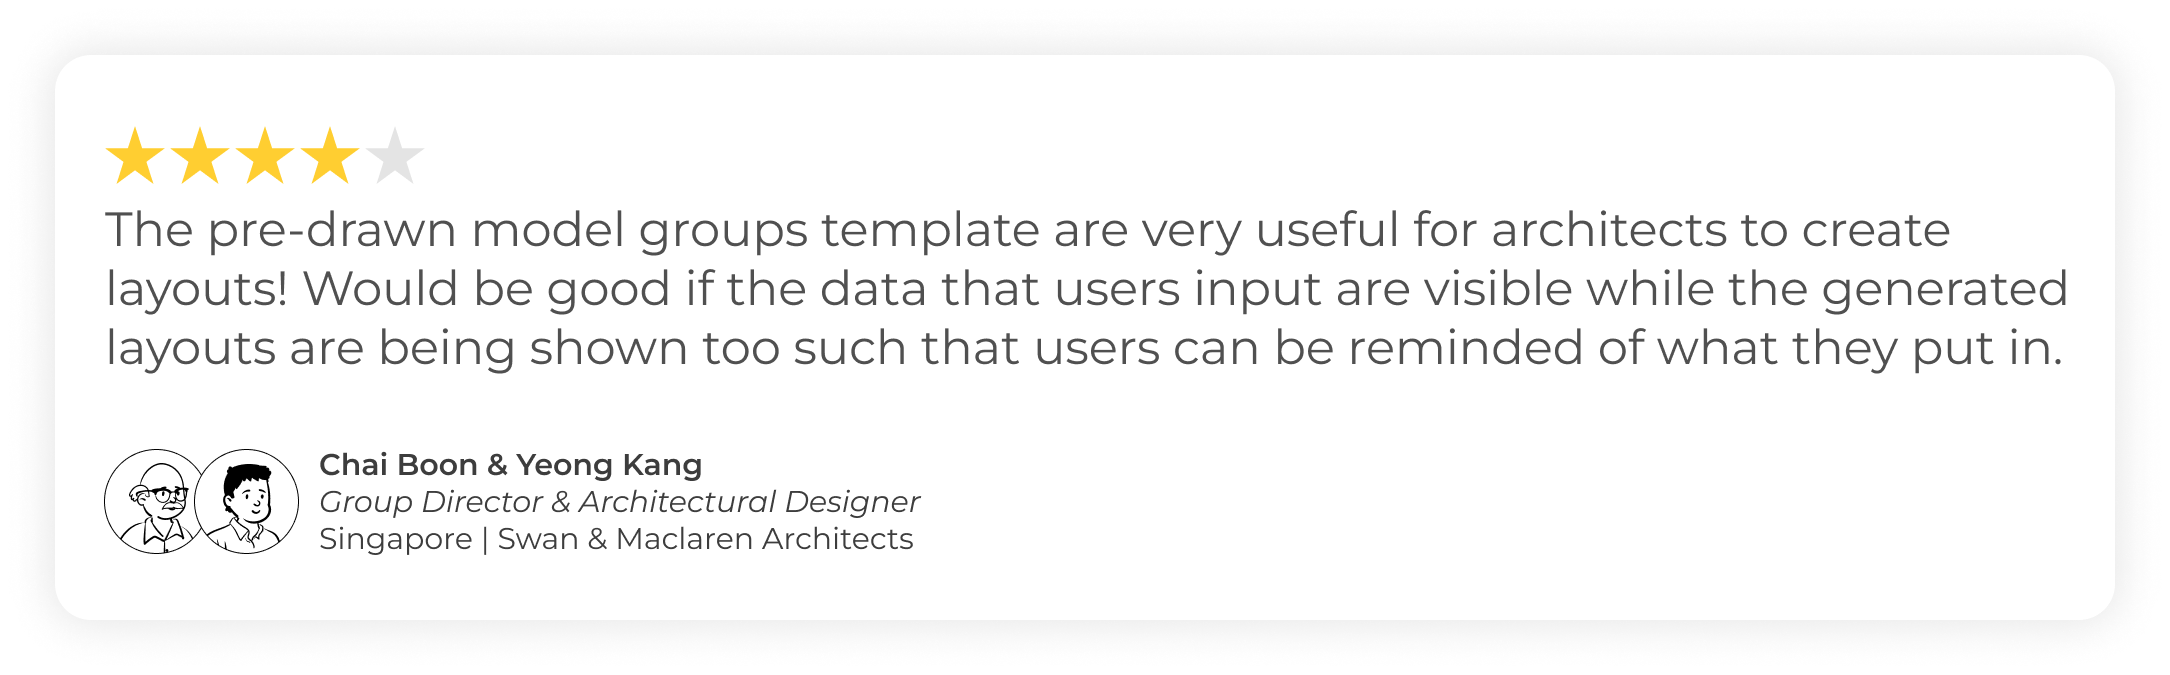 The pre-drawn model groups template are very useful for architects to create
layouts! Would be good if the data that users input are visible while the generated
layouts are being shown too such that users can be reminded of what they put in.
Chai Boon & Yeong Kang
Group Director & Architectural Designer
Singapore | Swan & Maclaren Architects